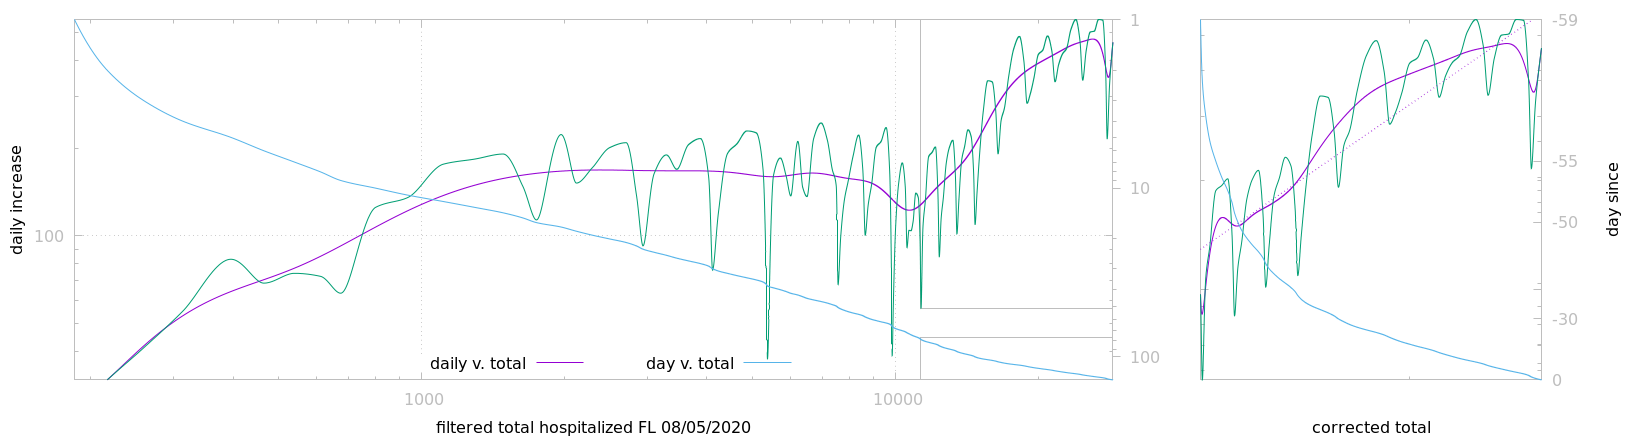 daily increase
100
1000
10000
filtered total hospitalized FL 08/05/2020
daily v. total
day v. total
1
10
100
-59
-55
-50
-30
0
day since
corrected total